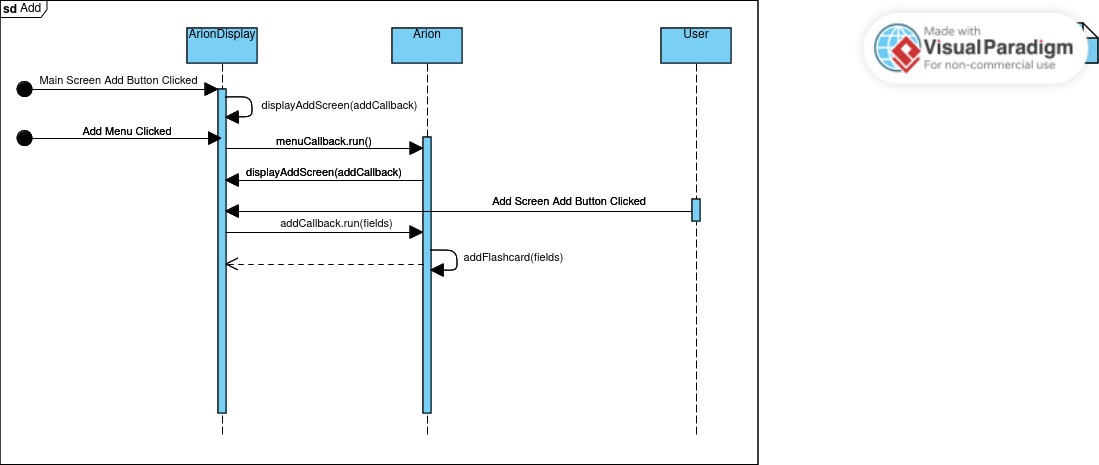 sd Add
ArionDisplay
Arion
User
Made with
Visual Paradigm
For non-commercial use
Main Screen Add Button Clicked
displayAddScreen(addCallback)
Add Menu Clicked
menuCallback.run()
displayAddScreen(addCallback)
Add Screen Add Button Clicked
addCallback.run(fields)
addFlashcard(fields)